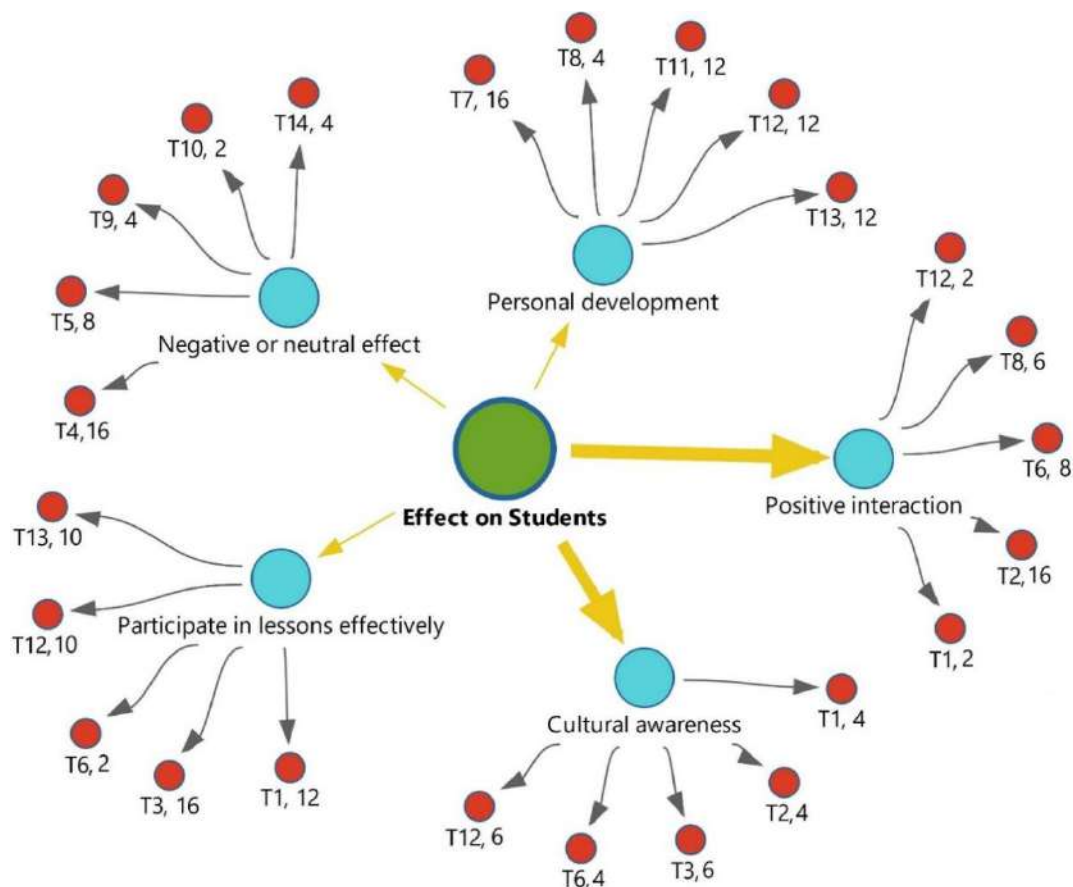 T8, 4
T11, 12
T7, 16
T12, 12
T14, 4
T10, 2
T9, 4
T13, 12
T12, 2
T5, 8
Personal development
Negative or neutral effect
T8, 6
T4,16
T6, 8
Positive interaction
Effect on Students
T13, 10
T2,16
Participate in lessons effectively
T12,10
T1, 2
Cultural awareness
T1, 4
T6, 2
T3, 16
T1, 12
T2,4
T12, 6
T3,6
T6,4